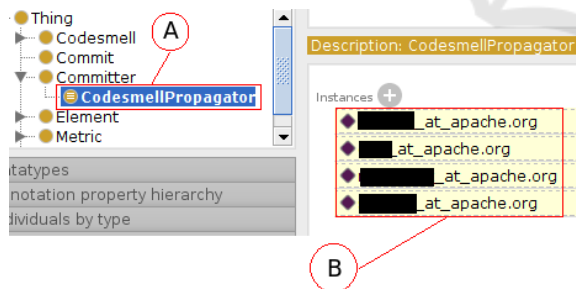 Thing
Codesmell
Commit
Committer
CodesmellPropagator
Element
Metric
A
tatatypes
notation property hierarchy
dividuals by type
Description: CodesmellPropagator
Instances
_at_apache.org
_at_apache.org
_at_apache.org
_at_apache.org
B